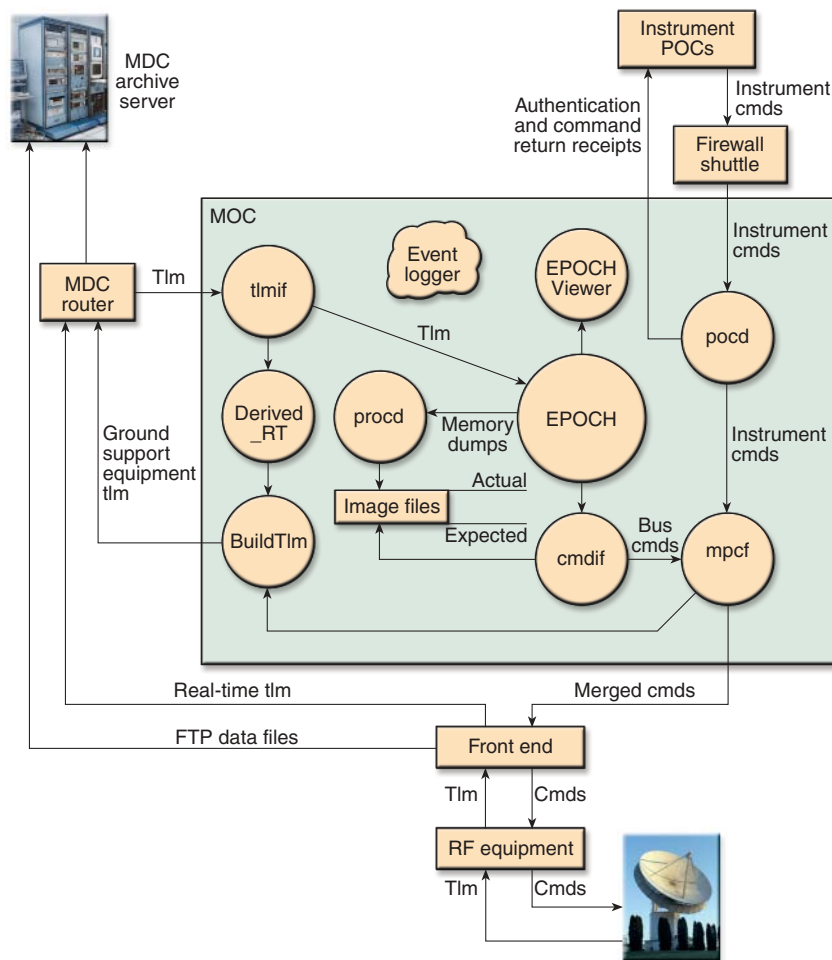 MDC
archive
server
Instrument
POCs
Instrument
cmds
Authentication
and command
return receipts
Firewall
shuttle
MOC
Instrument
cmds
Event
logger
EPOCH
Viewer
MDC
router
Tlm
tlmif
Tlm
pocd
Derived
_RT
procd
Memory
dumps
EPOCH
Ground
support
equipment
tlm
Instrument
cmds
Actual
Image files
Expected
BuildTlm
cmdif
Bus
cmds
mpcf
Real-time tlm
Merged cmds
FTP data files
Front end
Tlm
Cmds
RF equipment
Tlm
Cmds